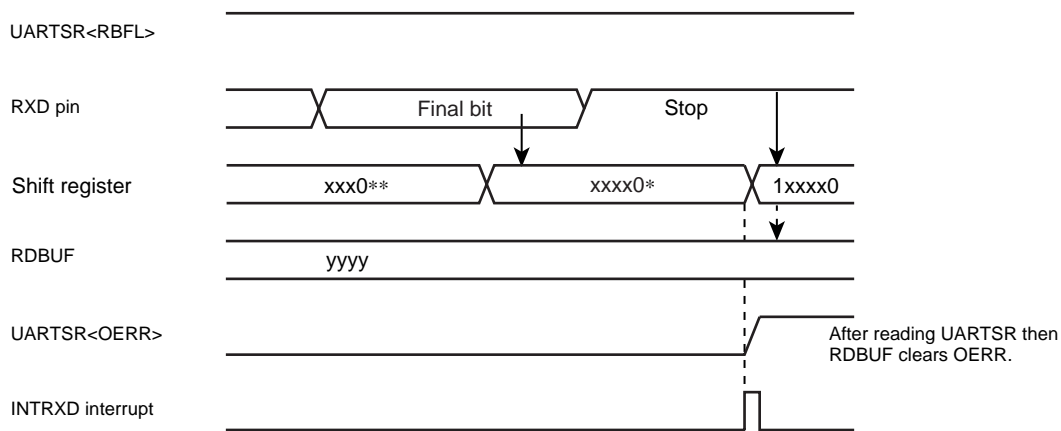 UARTSR<RBFL>
RXD pin
Final bit
Stop
Shift register
xxx0**
xxxx0*
1xxxx0
RDBUF
yyyy
UARTSR<OERR>
After reading UARTSR then
RDBUF clears OERR.
INTRXD interrupt